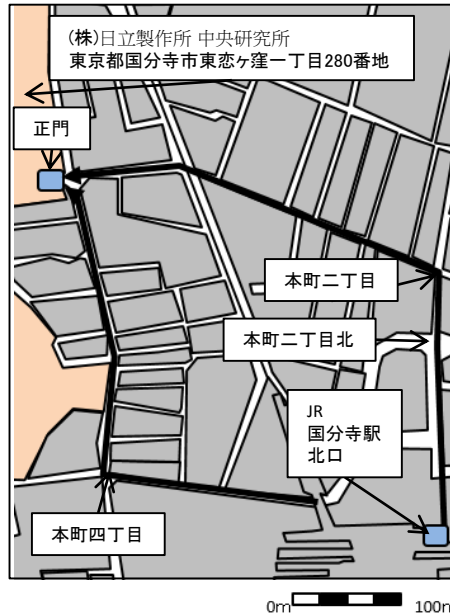 (株)日立製作所 中央研究所
東京都国分寺市東恋ヶ窪一丁目280番地
正門
本町二丁目
本町二丁目北
JR
国分寺駅
北口
本町四丁目
0m 100m